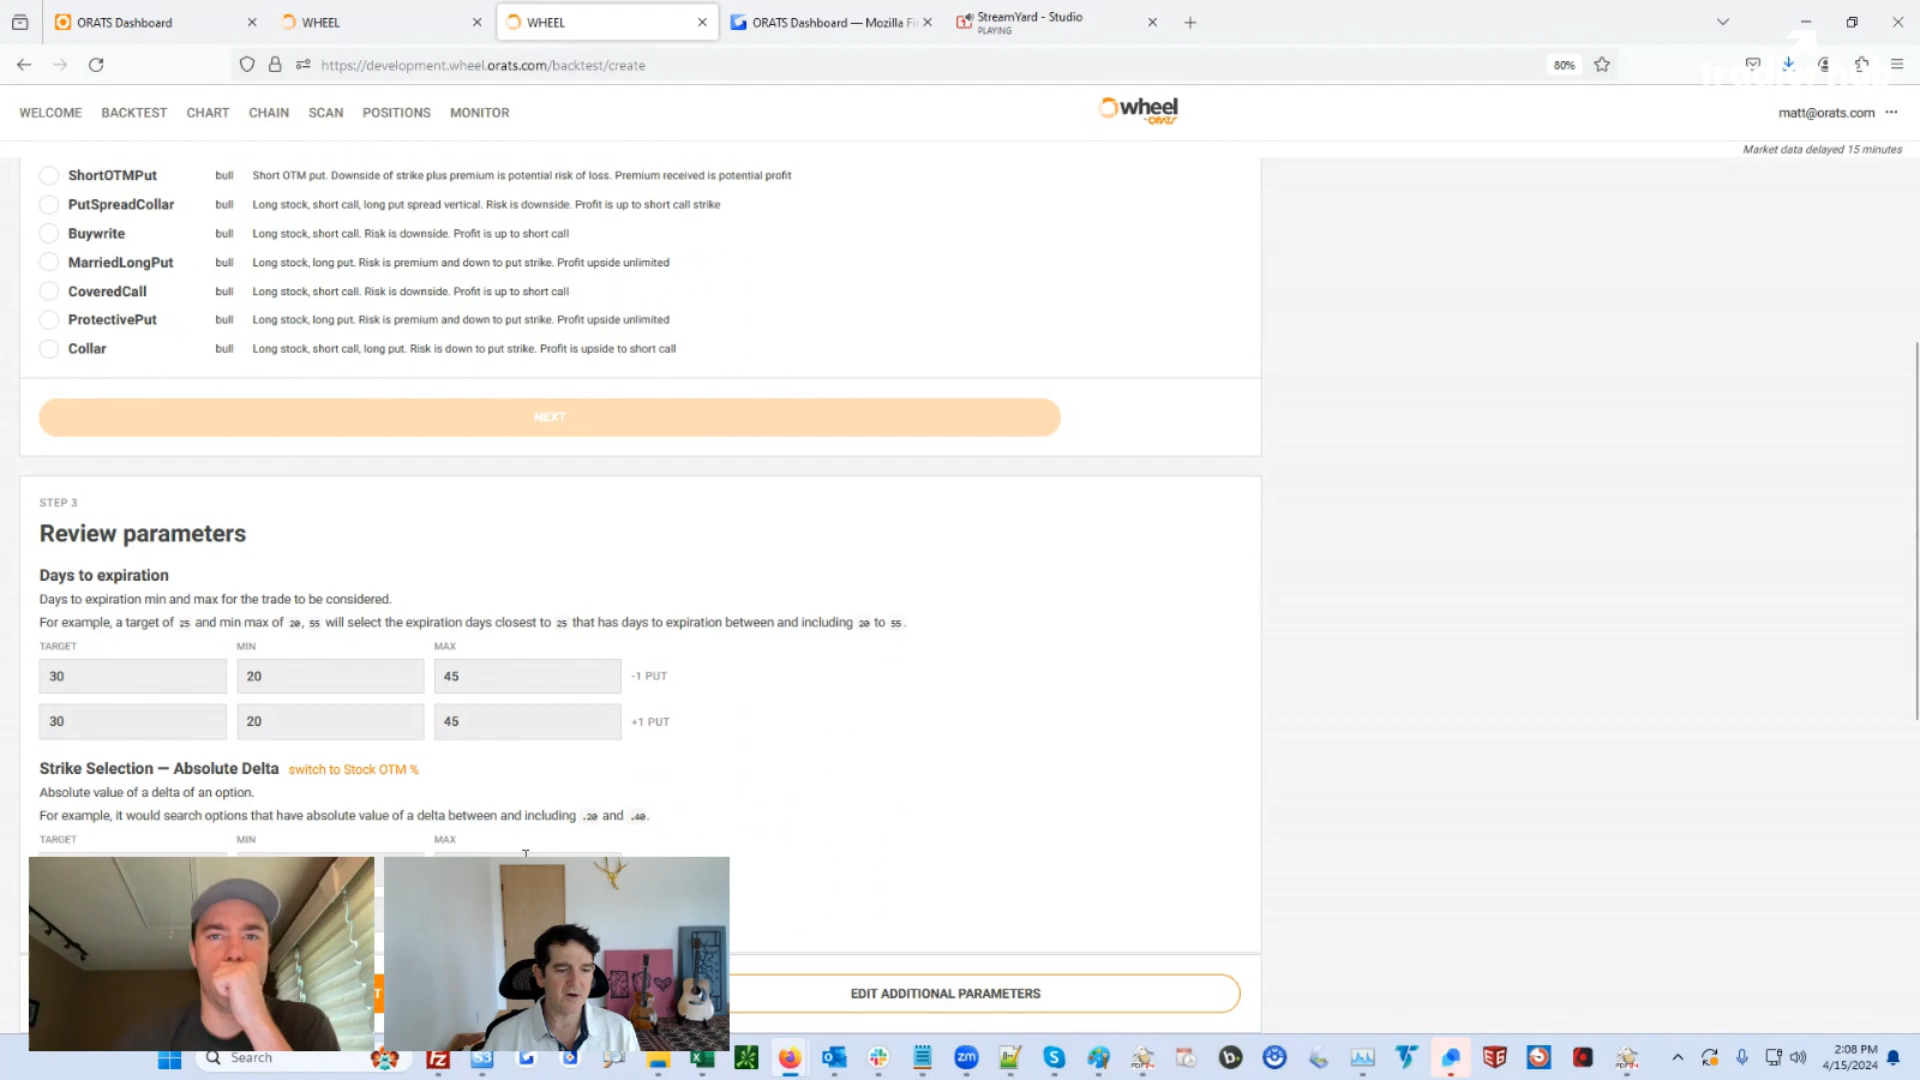 ORATS Dashboard
WHEEL
WHEEL
ORATS Dashboard — Mozilla Fi
StreamYard - Studio
PLAYING
https://development.wheel.orats.com/backtest/create
80%
WELCOME BACKTEST CHART CHAIN SCAN POSITIONS MONITOR
wheel
by ORATS
matt@orats.com
Market data delayed 15 minutes
ShortOTMPut bull Short OTM put. Downside of strike plus premium is potential risk of loss. Premium received is potential profit
PutSpreadCollar bull Long stock, short call, long put spread vertical. Risk is downside. Profit is up to short call strike
Buywrite bull Long stock, short call. Risk is downside. Profit is up to short call
MarriedLongPut bull Long stock, long put. Risk is premium and down to put strike. Profit upside unlimited
CoveredCall bull Long stock, short call. Risk is downside. Profit is up to short call
ProtectivePut bull Long stock, long put. Risk is premium and down to put strike. Profit upside unlimited
Collar bull Long stock, short call, long put. Risk is down to put strike. Profit is upside to short call
NEXT
STEP 3
Review parameters
Days to expiration
Days to expiration min and max for the trade to be considered.
For example, a target of 25 and min max of 20, 55 will select the expiration days closest to 25 that has days to expiration between and including 20 to 55.
TARGET MIN MAX
30 20 45 -1 PUT
30 20 45 +1 PUT
Strike Selection — Absolute Delta switch to Stock OTM %
Absolute value of a delta of an option.
For example, it would search options that have absolute value of a delta between and including .20 and .40.
TARGET MIN MAX
EDIT ADDITIONAL PARAMETERS
Search
2:08 PM
4/15/2024